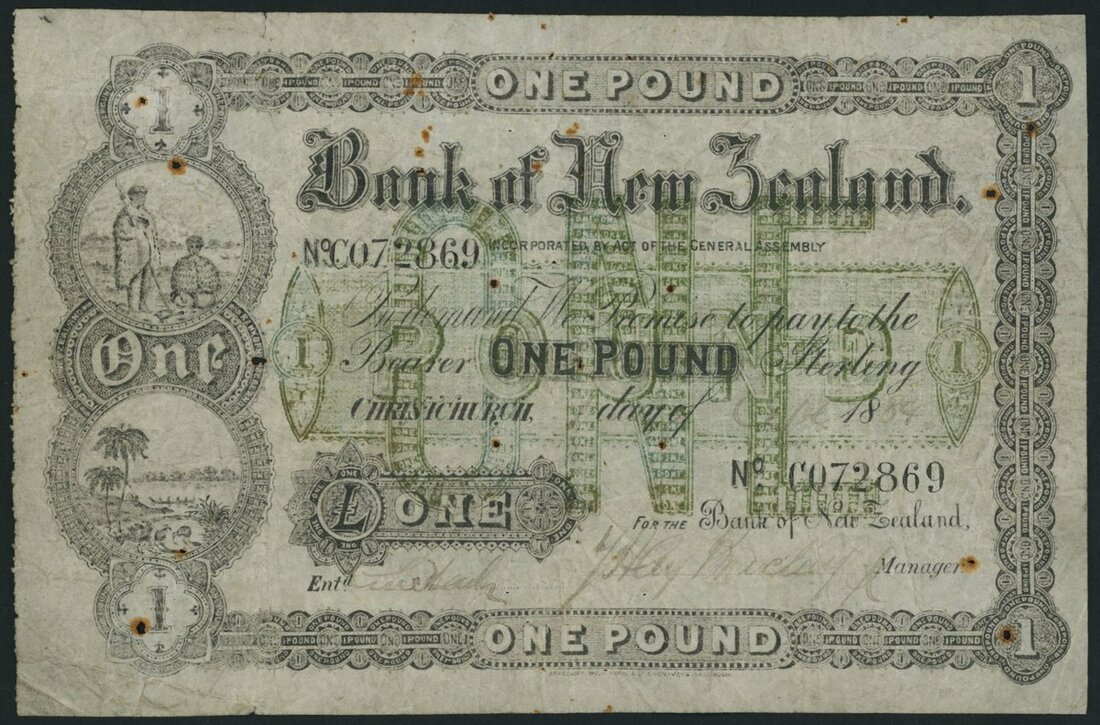 1 ONE POUND 1
Bank of New Zealand.
No. C072869 INCORPORATED BY ACT OF THE GENERAL ASSEMBLY
ONE
On demand We Promise to pay to the
POUND
One 1 Bearer ONE POUND Sterling 1
CHRISTCHURCH, day of 18
No. C072869
£ ONE
FOR THE Bank of New Zealand,
Entd. Manager.
1 ONE POUND 1